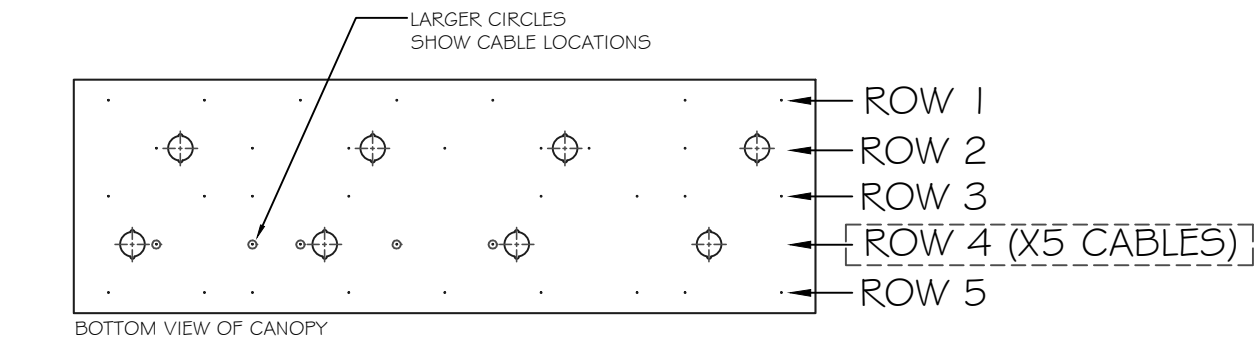 LARGER CIRCLES
SHOW CABLE LOCATIONS
ROW 1
ROW 2
ROW 3
ROW 4 (X5 CABLES)
ROW 5
BOTTOM VIEW OF CANOPY